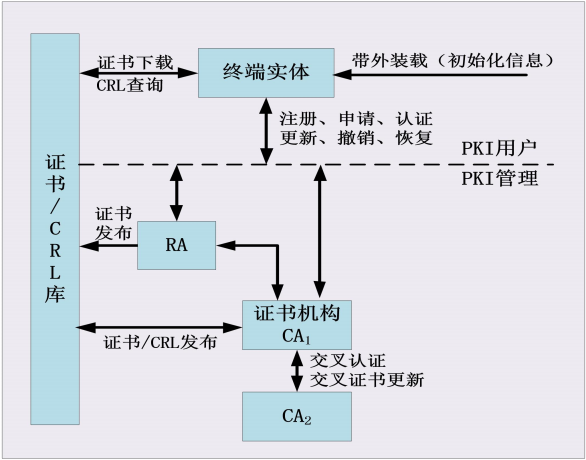 证书下载
CRL查询
终端实体
带外装载（初始化信息）
注册、申请、认证
更新、撤销、恢复
PKI用户
PKI管理
证书/CRL库
证书
发布
RA
证书机构
CA₁
证书/CRL发布
交叉认证
交叉证书更新
CA₂